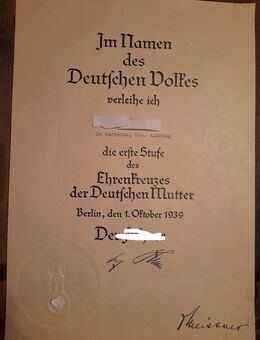 Im Namen
des
Deutschen Volkes
verleihe ich
die erste Stufe
des
Ehrenkreuzes
der Deutschen Mutter
Berlin, den 1. Oktober 1939
Der
Meissner